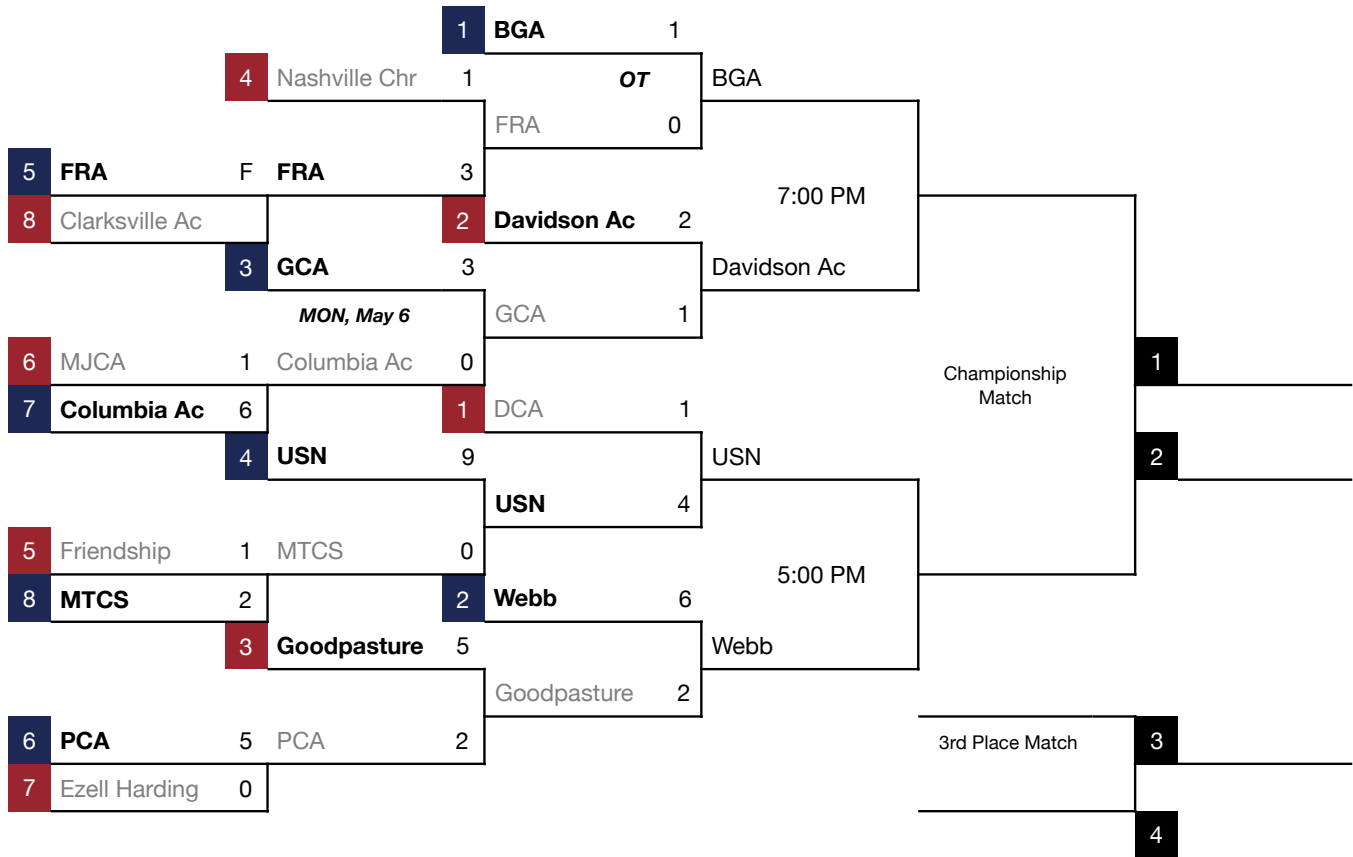 1 BGA 1
4 Nashville Chr 1 OT BGA
FRA 0
5 FRA F FRA 3
7:00 PM
8 Clarksville Ac 2 Davidson Ac 2
3 GCA 3 Davidson Ac
MON, May 6 GCA 1
6 MJCA 1 Columbia Ac 0 1
Championship
Match
7 Columbia Ac 6 1 DCA 1
4 USN 9 USN 2
USN 4
5 Friendship 1 MTCS 0
5:00 PM
8 MTCS 2 2 Webb 6
3 Goodpasture 5 Webb
Goodpasture 2
6 PCA 5 PCA 2 3rd Place Match 3
7 Ezell Harding 0
4